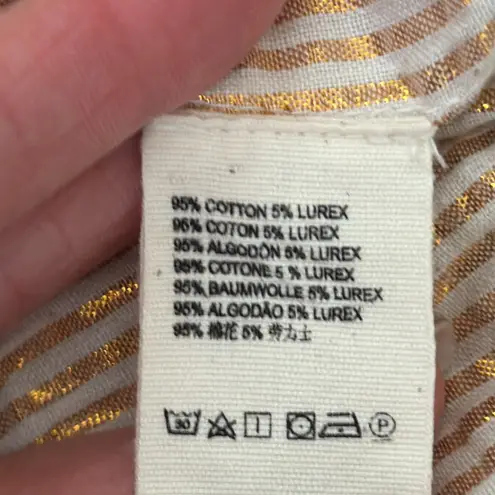 95% COTTON 5% LUREX
95% COTON 5% LUREX
95% ALGODÓN 5% LUREX
95% COTONE 5 % LUREX
95% BAUMWOLLE 5% LUREX
95% ALGODÃO 5% LUREX
95% 棉花 5% 劳力士
30 P